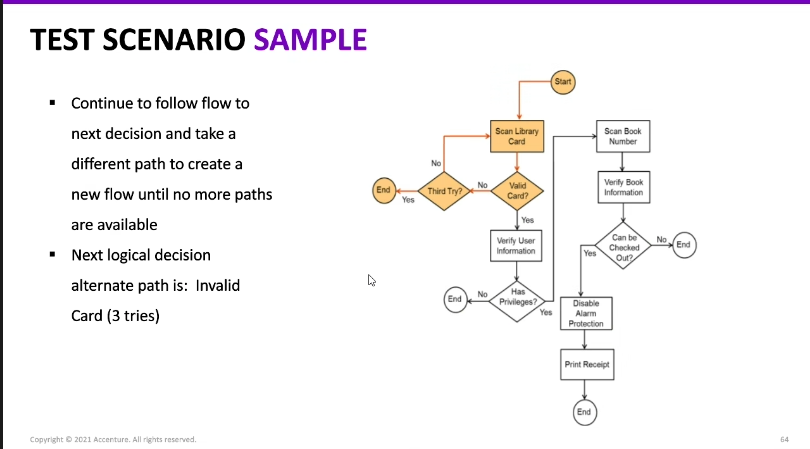 TEST SCENARIO SAMPLE
▪ Continue to follow flow to
next decision and take a
different path to create a
new flow until no more paths
are available
▪ Next logical decision
alternate path is: Invalid
Card (3 tries)
Start
Scan Library
Card
No
End
Yes
Third Try?
No
Valid
Card?
Yes
Verify User
Information
End
No
Has
Privileges?
Yes
Scan Book
Number
Verify Book
Information
Can be
Checked
Out?
No
End
Yes
Disable
Alarm
Protection
Print Receipt
End
Copyright © 2021 Accenture. All rights reserved.
64